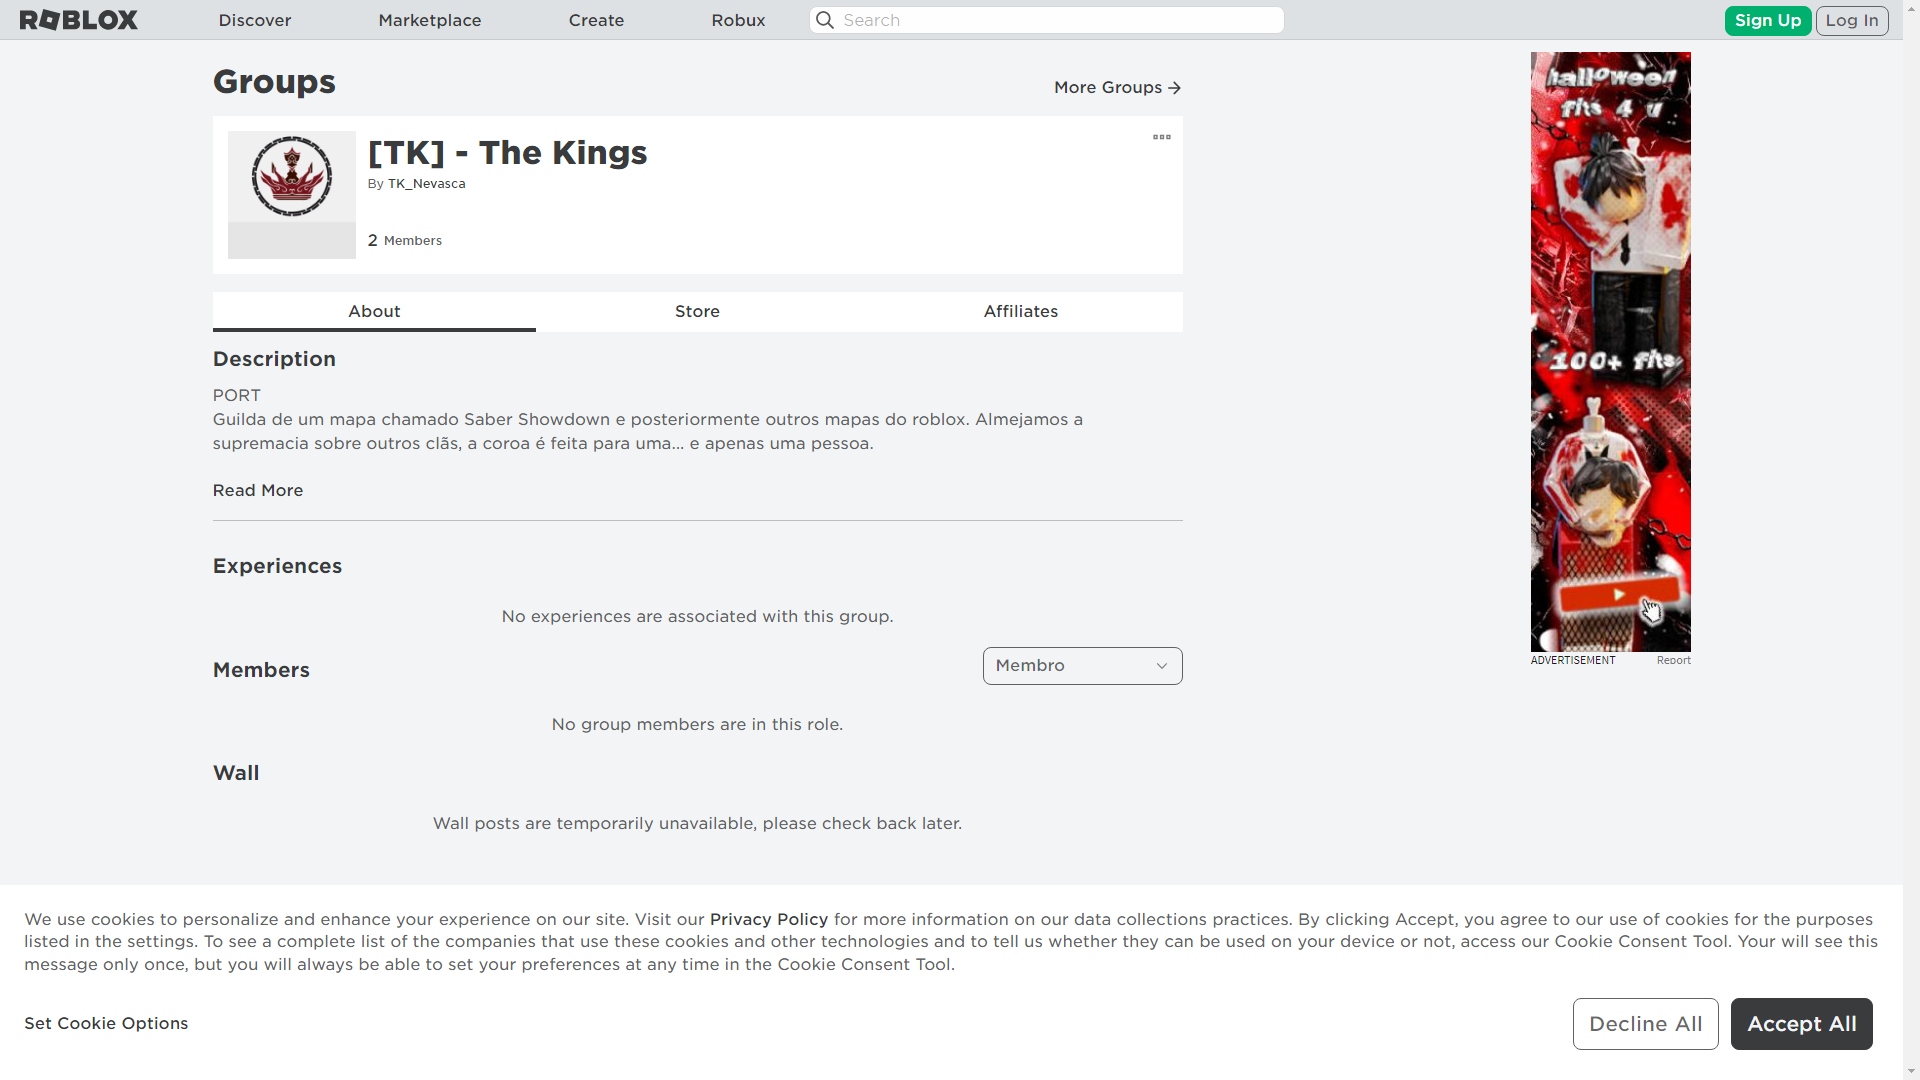 ROBLOX
Discover
Marketplace
Create
Robux
Search
Sign Up
Log In
Groups
More Groups
[TK] - The Kings
By TK_Nevasca
2 Members
About
Store
Affiliates
Description
PORT
Guilda de um mapa chamado Saber Showdown e posteriormente outros mapas do roblox. Almejamos a
supremacia sobre outros clãs, a coroa é feita para uma... e apenas uma pessoa.
Read More
Experiences
No experiences are associated with this group.
Members
Membro
No group members are in this role.
Wall
Wall posts are temporarily unavailable, please check back later.
halloween
fits 4 u
100+ fits
ADVERTISEMENT
Report
We use cookies to personalize and enhance your experience on our site. Visit our Privacy Policy for more information on our data collections practices. By clicking Accept, you agree to our use of cookies for the purposes
listed in the settings. To see a complete list of the companies that use these cookies and other technologies and to tell us whether they can be used on your device or not, access our Cookie Consent Tool. Your will see this
message only once, but you will always be able to set your preferences at any time in the Cookie Consent Tool.
Set Cookie Options
Decline All
Accept All